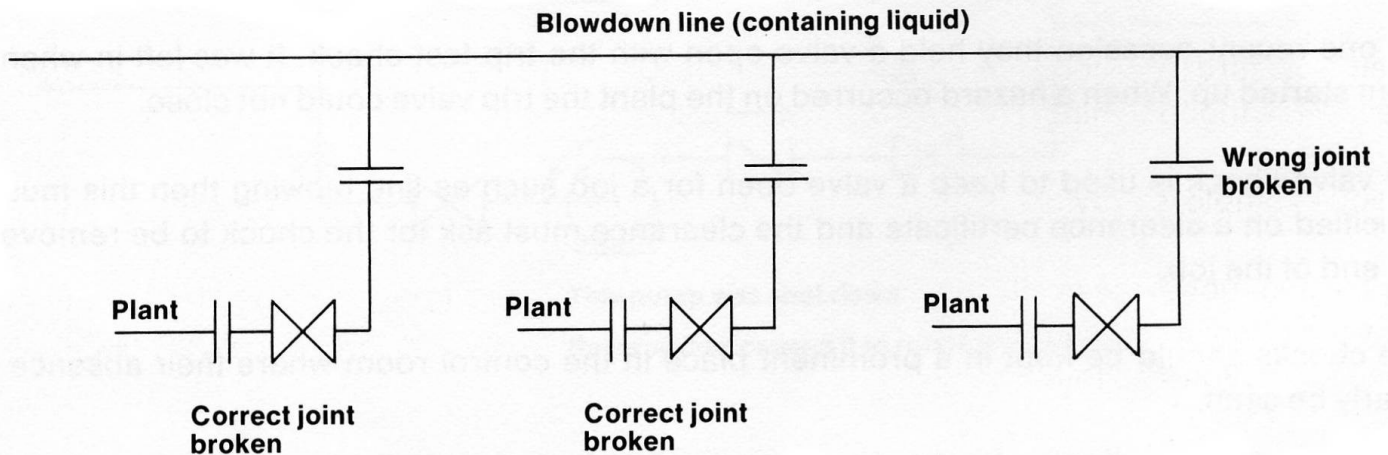 Blowdown line (containing liquid)
Wrong joint
broken
Plant
Plant
Plant
Correct joint
broken
Correct joint
broken